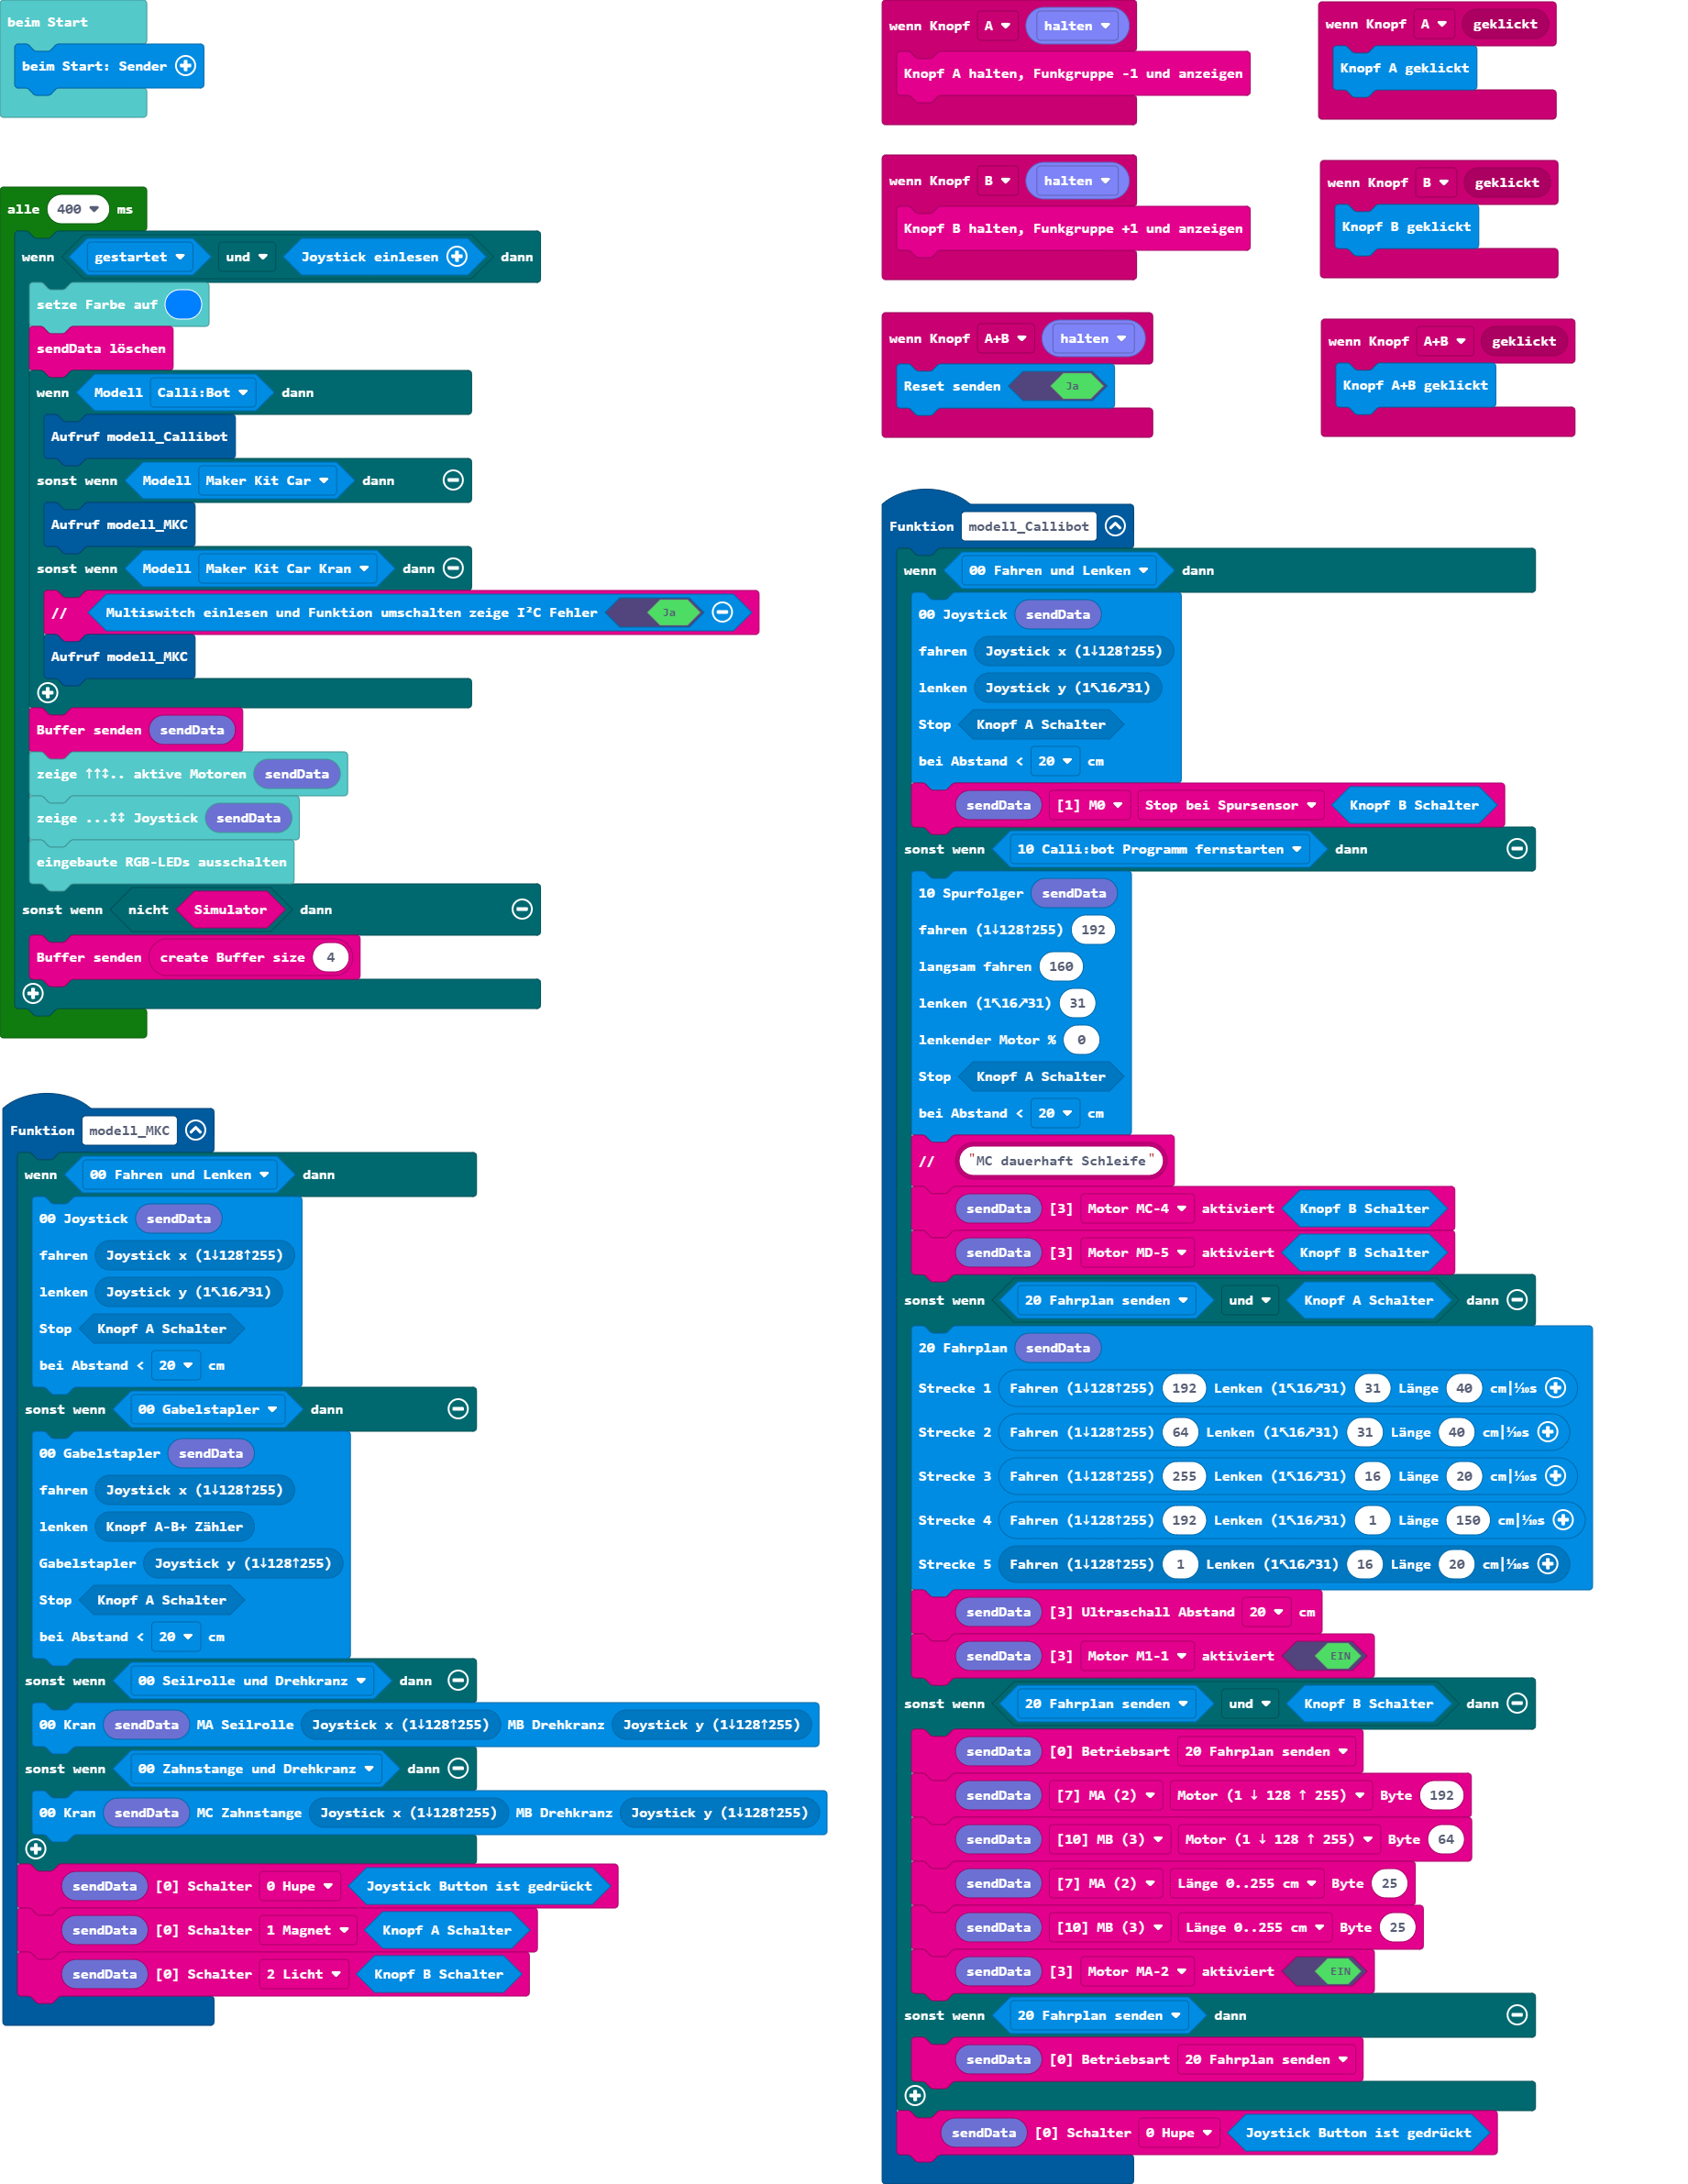 beim Start
beim Start: Sender
alle 400 ms
wenn gestartet und Joystick einlesen dann
setze Farbe auf
sendData löschen
wenn Modell Calli:Bot dann
Aufruf modell_Callibot
sonst wenn Modell Maker Kit Car dann
Aufruf modell_MKC
sonst wenn Modell Maker Kit Car Kran dann
// Multiswitch einlesen und Funktion umschalten zeige I²C Fehler Ja
Aufruf modell_MKC
Buffer senden sendData
zeige ↑↑↕.. aktive Motoren sendData
zeige ...↕↕ Joystick sendData
eingebaute RGB-LEDs ausschalten
sonst wenn nicht Simulator dann
Buffer senden create Buffer size 4
Funktion modell_MKC
wenn 00 Fahren und Lenken dann
00 Joystick sendData
fahren Joystick x (1↓128↑255)
lenken Joystick y (1↖16↗31)
Stop Knopf A Schalter
bei Abstand < 20 cm
sonst wenn 00 Gabelstapler dann
00 Gabelstapler sendData
fahren Joystick x (1↓128↑255)
lenken Knopf A-B+ Zähler
Gabelstapler Joystick y (1↓128↑255)
Stop Knopf A Schalter
bei Abstand < 20 cm
sonst wenn 00 Seilrolle und Drehkranz dann
00 Kran sendData MA Seilrolle Joystick x (1↓128↑255) MB Drehkranz Joystick y (1↓128↑255)
sonst wenn 00 Zahnstange und Drehkranz dann
00 Kran sendData MC Zahnstange Joystick x (1↓128↑255) MB Drehkranz Joystick y (1↓128↑255)
sendData [0] Schalter 0 Hupe Joystick Button ist gedrückt
sendData [0] Schalter 1 Magnet Knopf A Schalter
sendData [0] Schalter 2 Licht Knopf B Schalter
wenn Knopf A halten
Knopf A halten, Funkgruppe -1 und anzeigen
wenn Knopf A geklickt
Knopf A geklickt
wenn Knopf B halten
Knopf B halten, Funkgruppe +1 und anzeigen
wenn Knopf B geklickt
Knopf B geklickt
wenn Knopf A+B halten
Reset senden Ja
wenn Knopf A+B geklickt
Knopf A+B geklickt
Funktion modell_Callibot
wenn 00 Fahren und Lenken dann
00 Joystick sendData
fahren Joystick x (1↓128↑255)
lenken Joystick y (1↖16↗31)
Stop Knopf A Schalter
bei Abstand < 20 cm
sendData [1] M0 Stop bei Spursensor Knopf B Schalter
sonst wenn 10 Calli:bot Programm fernstarten dann
10 Spurfolger sendData
fahren (1↓128↑255) 192
langsam fahren 160
lenken (1↖16↗31) 31
lenkender Motor % 0
Stop Knopf A Schalter
bei Abstand < 20 cm
// "MC dauerhaft Schleife"
sendData [3] Motor MC-4 aktiviert Knopf B Schalter
sendData [3] Motor MD-5 aktiviert Knopf B Schalter
sonst wenn 20 Fahrplan senden und Knopf A Schalter dann
20 Fahrplan sendData
Strecke 1 Fahren (1↓128↑255) 192 Lenken (1↖16↗31) 31 Länge 40 cm|⅒s
Strecke 2 Fahren (1↓128↑255) 64 Lenken (1↖16↗31) 31 Länge 40 cm|⅒s
Strecke 3 Fahren (1↓128↑255) 255 Lenken (1↖16↗31) 16 Länge 20 cm|⅒s
Strecke 4 Fahren (1↓128↑255) 192 Lenken (1↖16↗31) 1 Länge 150 cm|⅒s
Strecke 5 Fahren (1↓128↑255) 1 Lenken (1↖16↗31) 16 Länge 20 cm|⅒s
sendData [3] Ultraschall Abstand 20 cm
sendData [3] Motor M1-1 aktiviert EIN
sonst wenn 20 Fahrplan senden und Knopf B Schalter dann
sendData [0] Betriebsart 20 Fahrplan senden
sendData [7] MA (2) Motor (1 ↓ 128 ↑ 255) Byte 192
sendData [10] MB (3) Motor (1 ↓ 128 ↑ 255) Byte 64
sendData [7] MA (2) Länge 0..255 cm Byte 25
sendData [10] MB (3) Länge 0..255 cm Byte 25
sendData [3] Motor MA-2 aktiviert EIN
sonst wenn 20 Fahrplan senden dann
sendData [0] Betriebsart 20 Fahrplan senden
sendData [0] Schalter 0 Hupe Joystick Button ist gedrückt